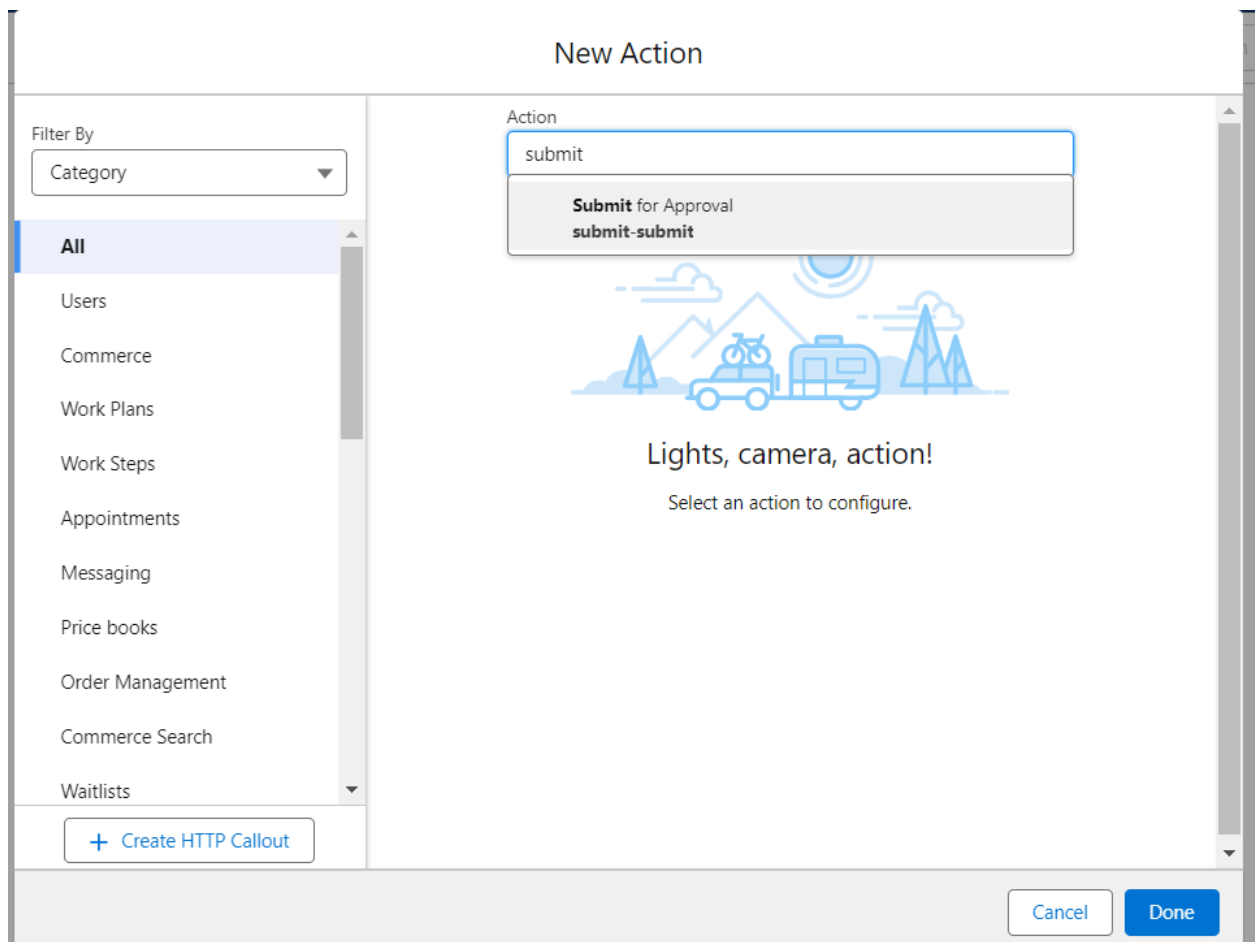 New Action
Filter By
Category
All
Users
Commerce
Work Plans
Work Steps
Appointments
Messaging
Price books
Order Management
Commerce Search
Waitlists
+ Create HTTP Callout
Action
submit
Submit for Approval
submit-submit
Lights, camera, action!
Select an action to configure.
Cancel
Done